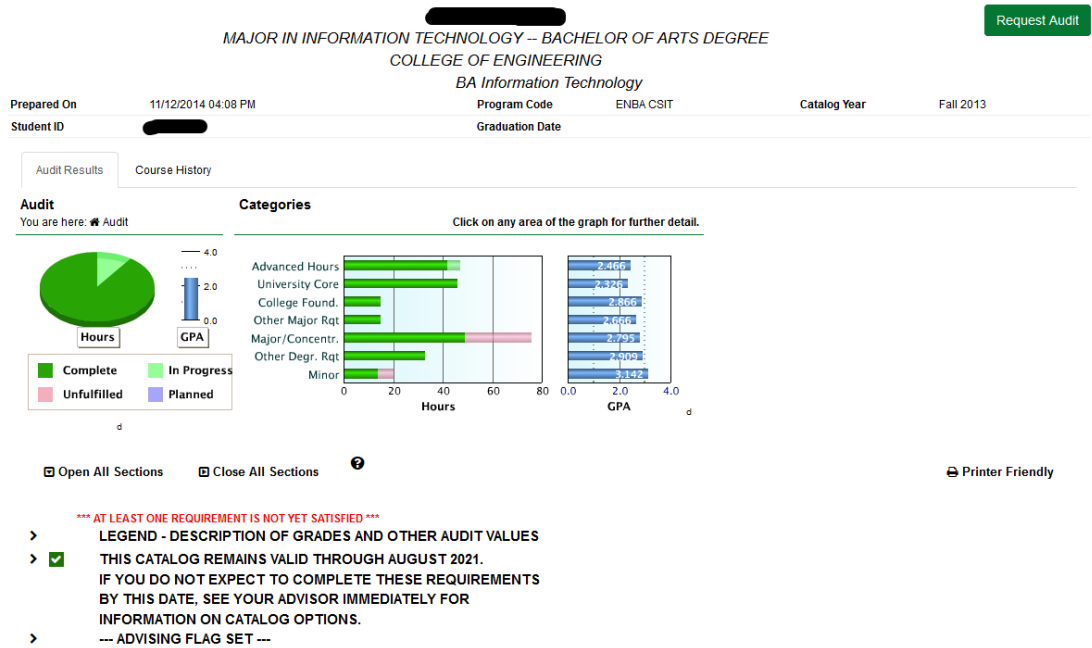 Request Audit
MAJOR IN INFORMATION TECHNOLOGY -- BACHELOR OF ARTS DEGREE
COLLEGE OF ENGINEERING
BA Information Technology
Prepared On 11/12/2014 04:08 PM Program Code ENBA CSIT Catalog Year Fall 2013
Student ID Graduation Date
Audit Results Course History
Audit Categories
You are here: Audit Click on any area of the graph for further detail.
4.0
2.0
0.0
Hours GPA
Complete In Progress
Unfulfilled Planned
d
Advanced Hours 2.466
University Core 2.326
College Found. 2.866
Other Major Rqt 2.666
Major/Concentr. 2.795
Other Degr. Rqt 2.909
Minor 3.142
0 20 40 60 80 0.0 2.0 4.0
Hours GPA
d
Open All Sections Close All Sections ? Printer Friendly
*** AT LEAST ONE REQUIREMENT IS NOT YET SATISFIED ***
LEGEND - DESCRIPTION OF GRADES AND OTHER AUDIT VALUES
THIS CATALOG REMAINS VALID THROUGH AUGUST 2021.
IF YOU DO NOT EXPECT TO COMPLETE THESE REQUIREMENTS
BY THIS DATE, SEE YOUR ADVISOR IMMEDIATELY FOR
INFORMATION ON CATALOG OPTIONS.
--- ADVISING FLAG SET ---